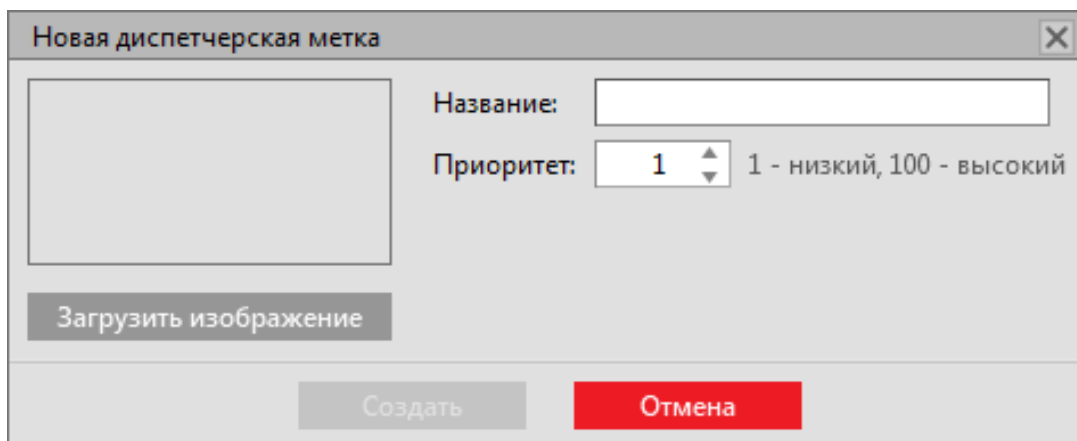 Новая диспетчерская метка
Название:
Приоритет: 1 1 - низкий, 100 - высокий
Загрузить изображение
Создать Отмена